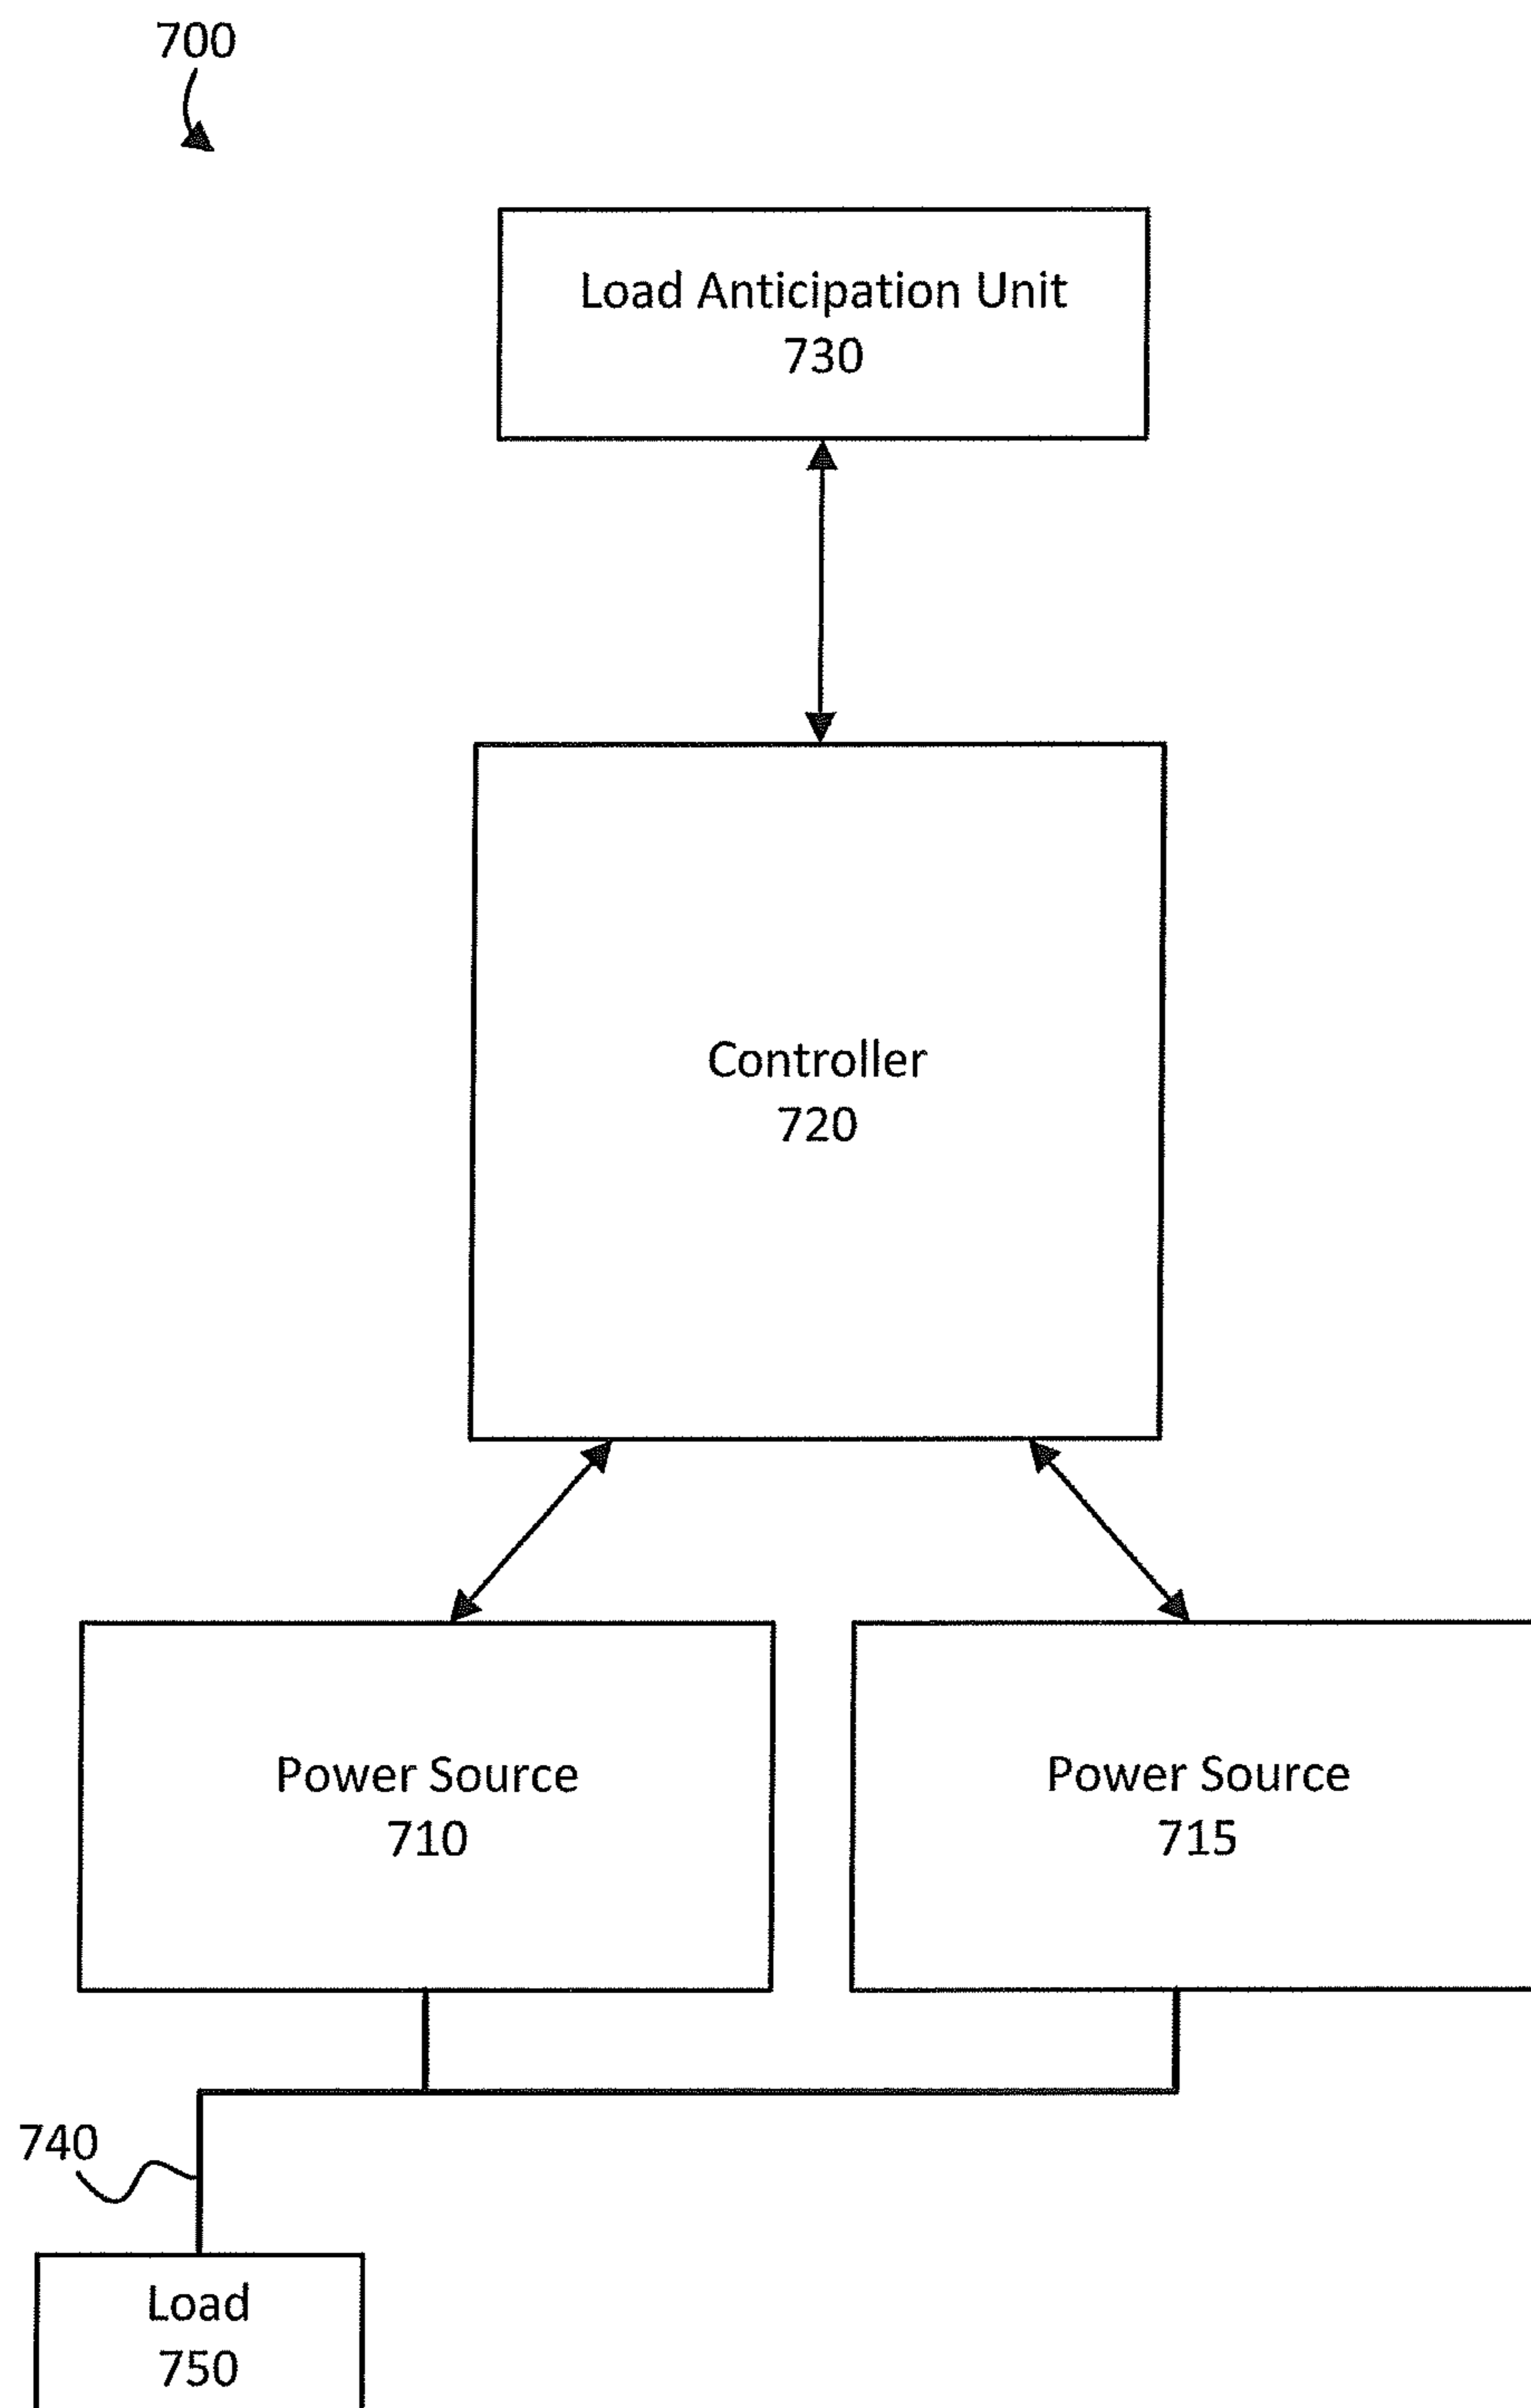 700
Load Anticipation Unit
730
Controller
720
Power Source
710
Power Source
715
740
Load
750